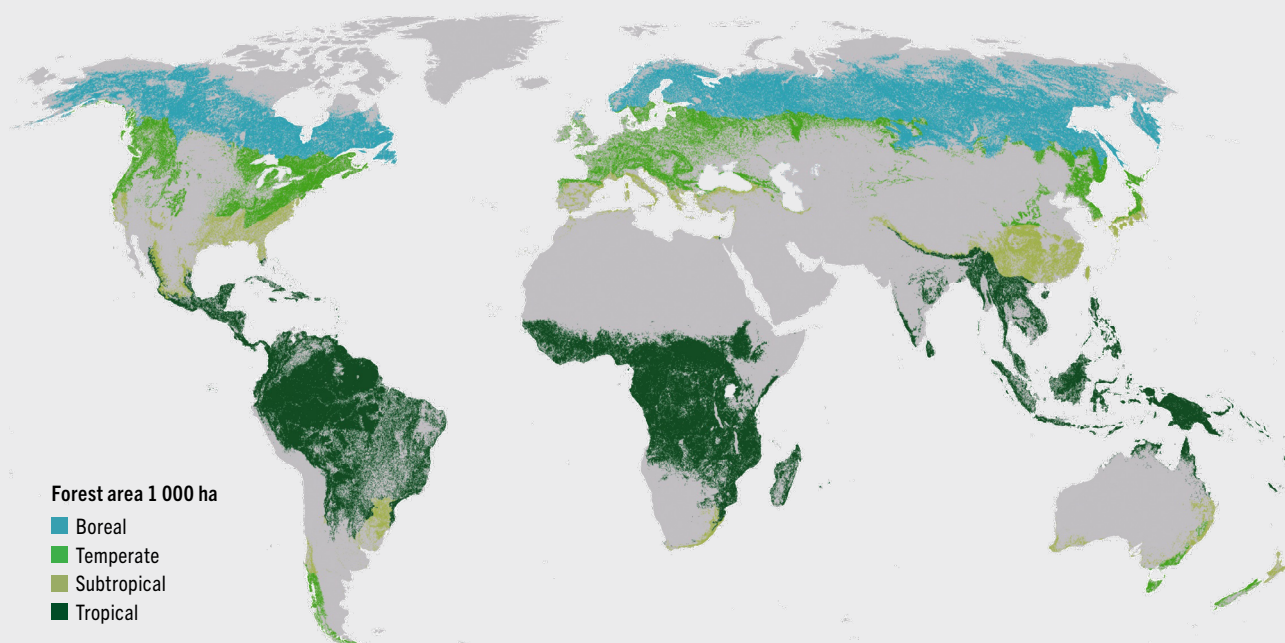 Forest area 1 000 ha
Boreal
Temperate
Subtropical
Tropical